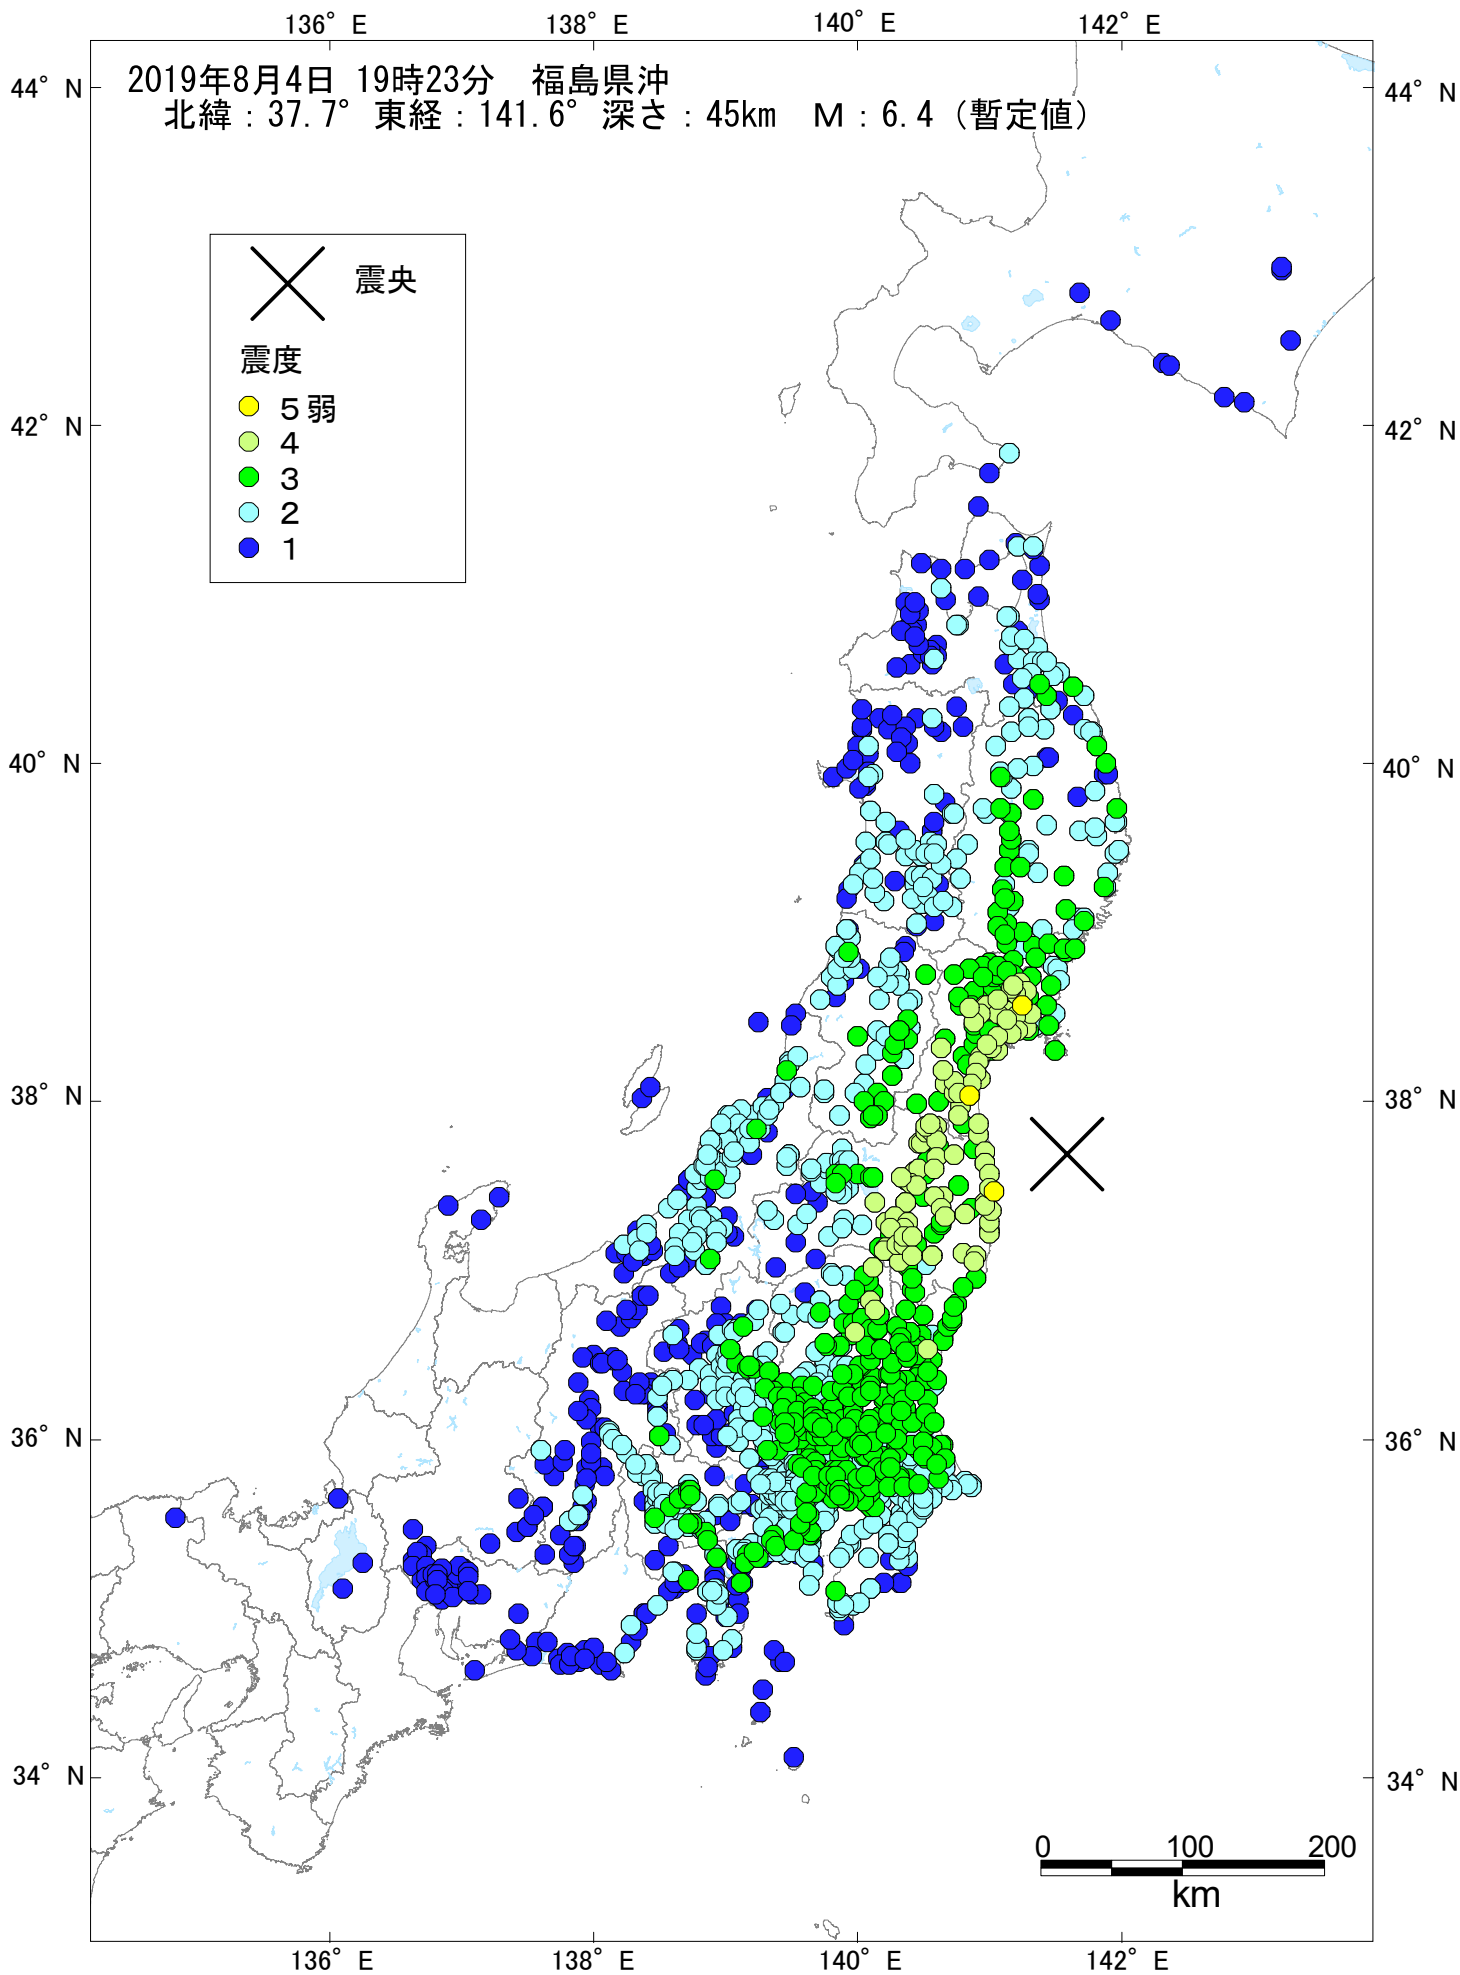 136° E 138° E 140° E 142° E
2019年8月4日 19時23分 福島県沖
44° N 44° N
北緯：37.7° 東経：141.6° 深さ：45km Ｍ：6.4（暫定値）
震央
震度
５弱
42° N 42° N
４
３
２
１
40° N 40° N
38° N 38° N
36° N 36° N
34° N 34° N
0 100 200
km
136° E 138° E 140° E 142° E